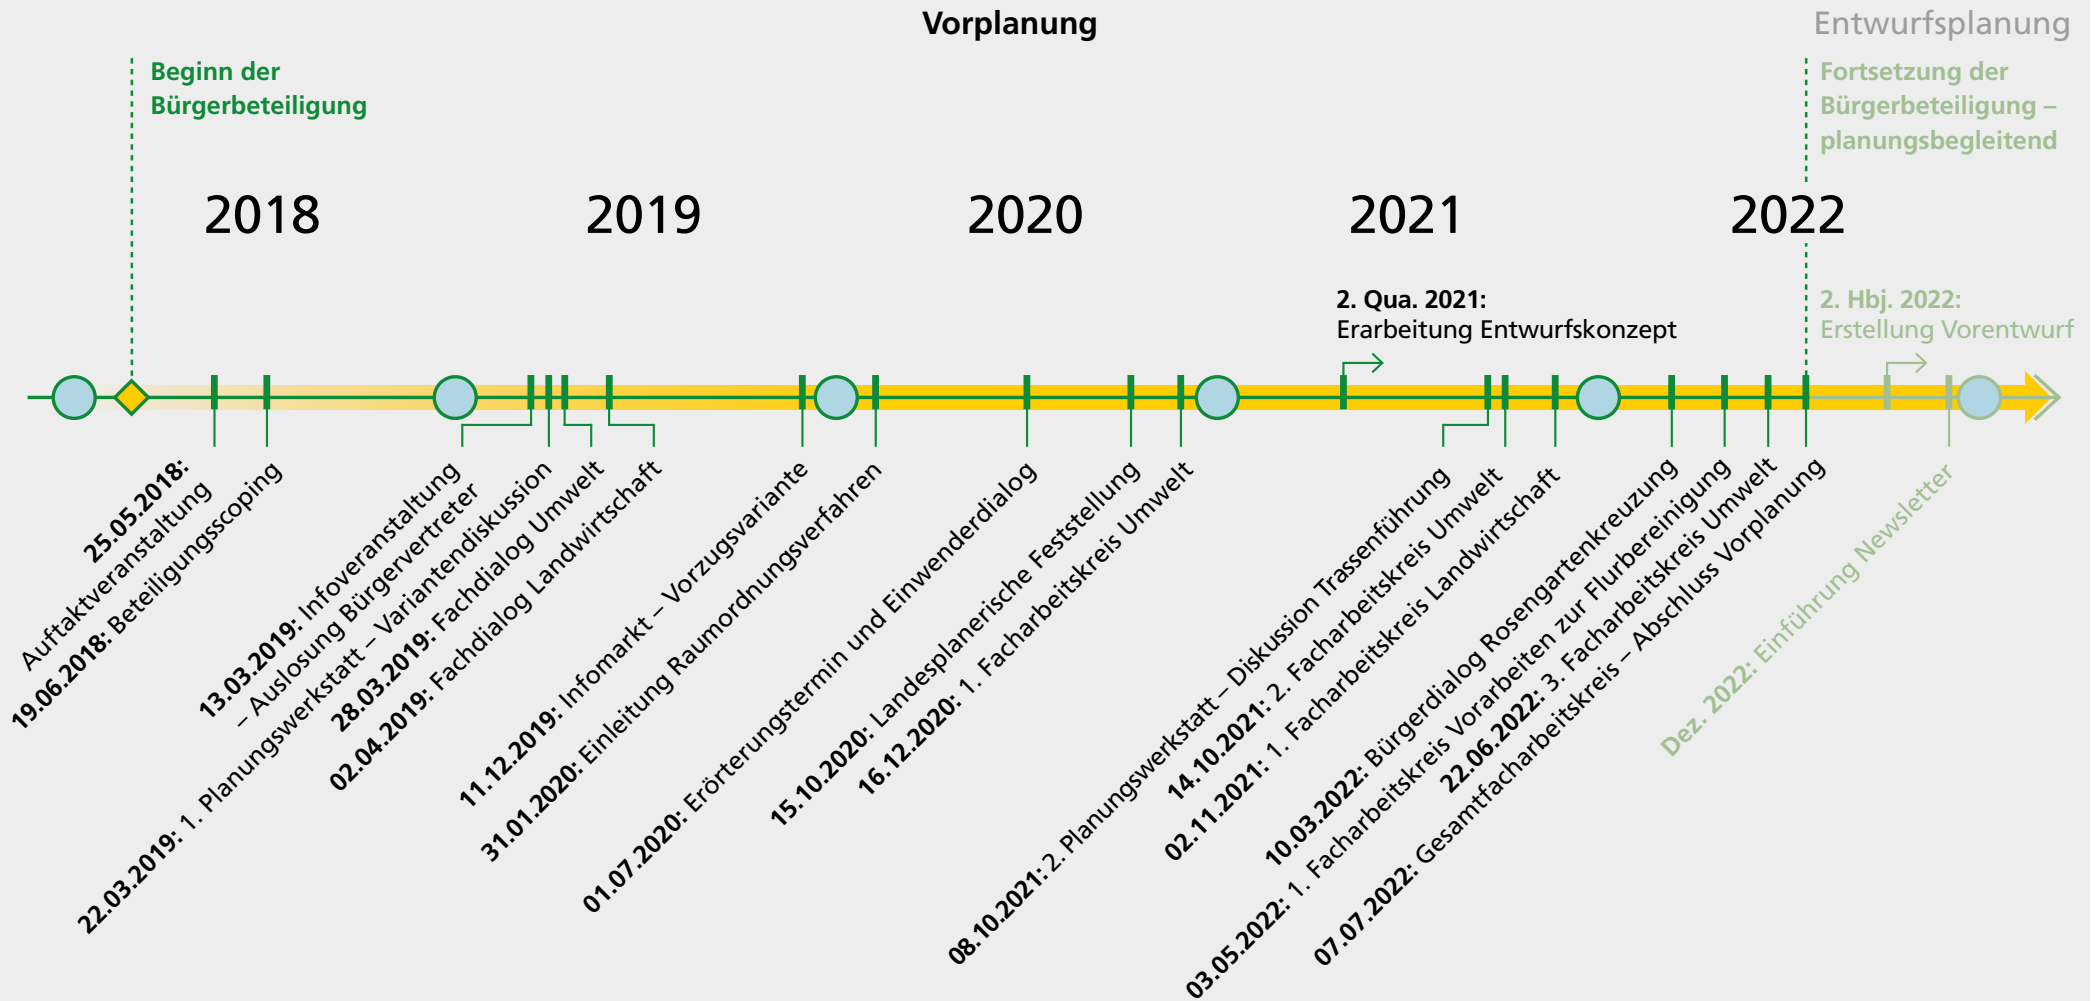 Vorplanung
Entwurfsplanung
Beginn der
Bürgerbeteiligung
Fortsetzung der
Bürgerbeteiligung –
planungsbegleitend
2018
2019
2020
2021
2022
2. Qua. 2021:
Erarbeitung Entwurfskonzept
2. Hbj. 2022:
Erstellung Vorentwurf
25.05.2018:
Auftaktveranstaltung
19.06.2018: Beteiligungsscoping
13.03.2019: Infoveranstaltung
– Auslosung Bürgervertreter
22.03.2019: 1. Planungswerkstatt – Variantendiskussion
28.03.2019: Fachdialog Umwelt
02.04.2019: Fachdialog Landwirtschaft
11.12.2019: Infomarkt – Vorzugsvariante
31.01.2020: Einleitung Raumordnungsverfahren
01.07.2020: Erörterungstermin und Einwenderdialog
15.10.2020: Landesplanerische Feststellung
16.12.2020: 1. Facharbeitskreis Umwelt
08.10.2021: 2. Planungswerkstatt – Diskussion Trassenführung
14.10.2021: 2. Facharbeitskreis Umwelt
02.11.2021: 1. Facharbeitskreis Landwirtschaft
10.03.2022: Bürgerdialog Rosengartenkreuzung
03.05.2022: 1. Facharbeitskreis Vorarbeiten zur Flurbereinigung
22.06.2022: 3. Facharbeitskreis Umwelt
07.07.2022: Gesamtfacharbeitskreis – Abschluss Vorplanung
Dez. 2022: Einführung Newsletter